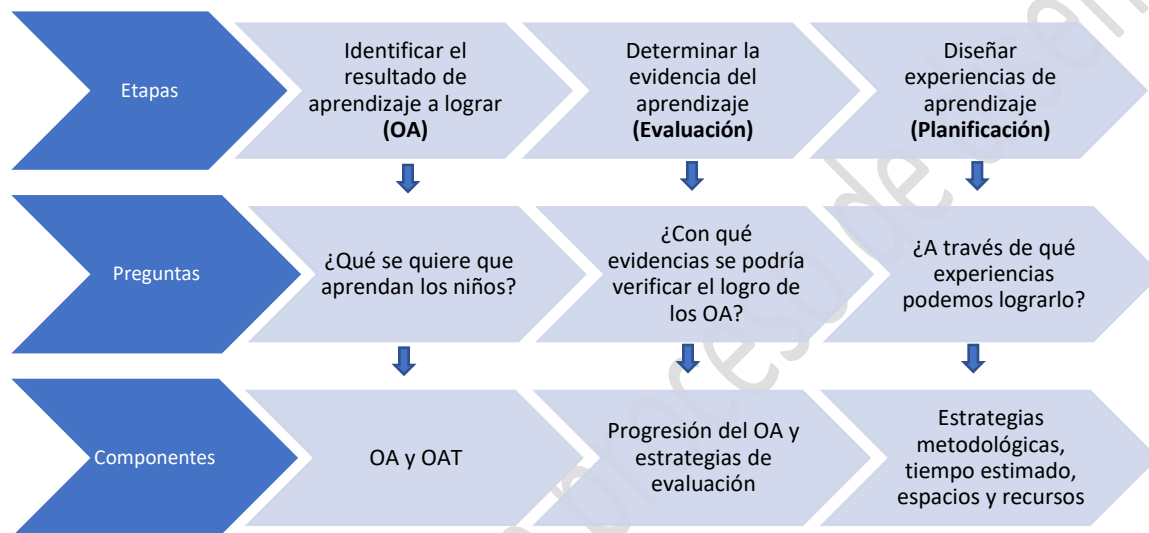 Etapas
Identificar el
resultado de
aprendizaje a lograr
(OA)
Determinar la
evidencia del
aprendizaje
(Evaluación)
Diseñar
experiencias de
aprendizaje
(Planificación)
Preguntas
¿Qué se quiere que
aprendan los niños?
¿Con qué
evidencias se podría
verificar el logro de
los OA?
¿A través de qué
experiencias
podemos lograrlo?
Componentes
OA y OAT
Progresión del OA y
estrategias de
evaluación
Estrategias
metodológicas,
tiempo estimado,
espacios y recursos
proceso de